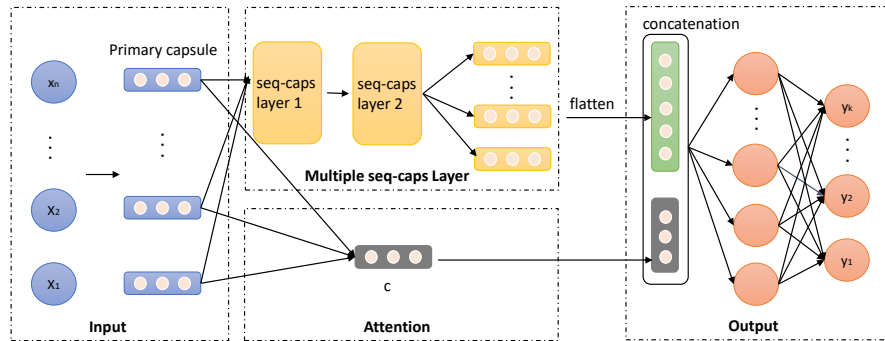 Primary capsule
xₙ
X₂
X₁
Input
seq-caps
layer 1
seq-caps
layer 2
Multiple seq-caps Layer
flatten
c
Attention
concatenation
yₖ
y₂
y₁
Output